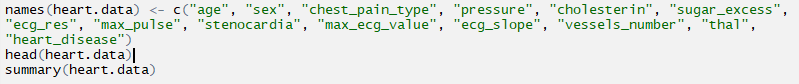 names(heart.data) <- c("age", "sex", "chest_pain_type", "pressure", "cholesterin", "sugar_excess",
"ecg_res", "max_pulse", "stenocardia", "max_ecg_value", "ecg_slope", "vessels_number", "thal",
"heart_disease")
head(heart.data)
summary(heart.data)